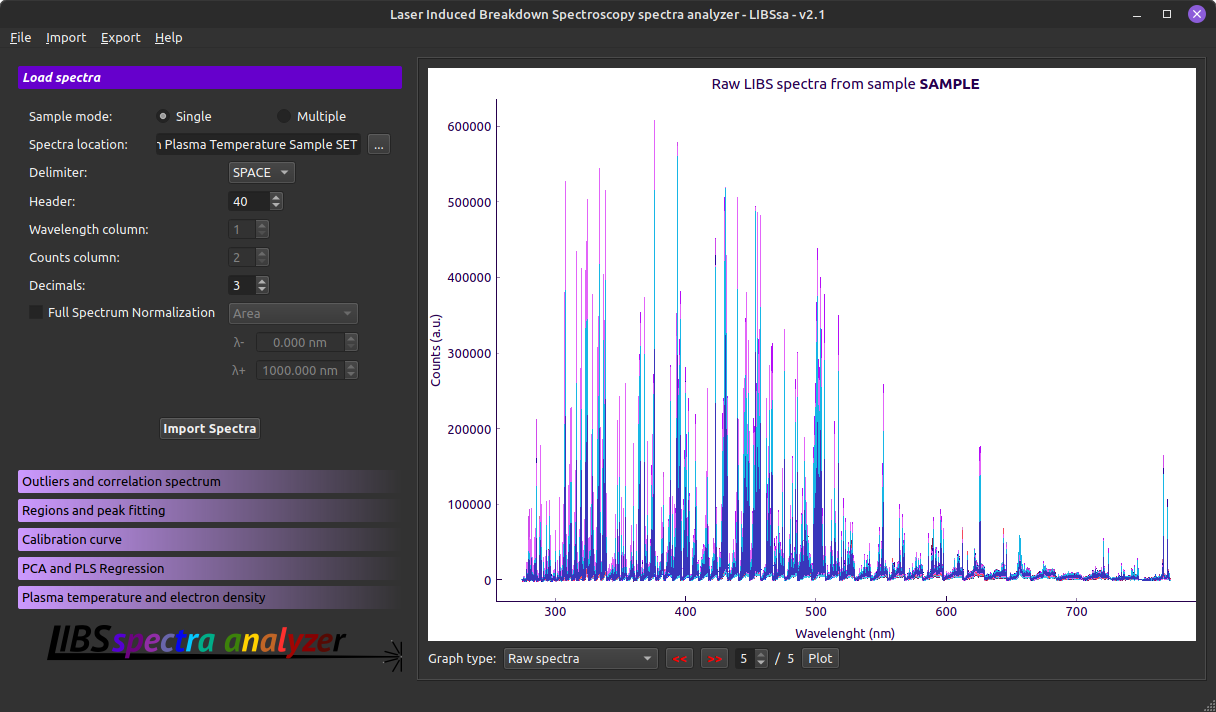 Laser Induced Breakdown Spectroscopy spectra analyzer - LIBSsa - v2.1
File Import Export Help
Load spectra
Sample mode: Single Multiple
Spectra location: n Plasma Temperature Sample SET ...
Delimiter: SPACE
Header: 40
Wavelength column: 1
Counts column: 2
Decimals: 3
Full Spectrum Normalization Area
λ- 0.000 nm
λ+ 1000.000 nm
Import Spectra
Outliers and correlation spectrum
Regions and peak fitting
Calibration curve
PCA and PLS Regression
Plasma temperature and electron density
LIBSspectra analyzer
Raw LIBS spectra from sample SAMPLE
600000
500000
400000
300000
200000
100000
0
Counts (a.u.)
300 400 500 600 700
Wavelenght (nm)
Graph type: Raw spectra << >> 5 / 5 Plot